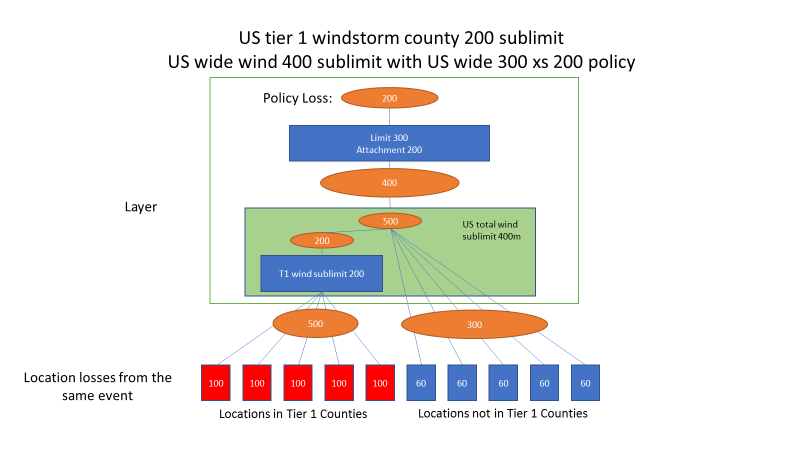 US tier 1 windstorm county 200 sublimit
US wide wind 400 sublimit with US wide 300 xs 200 policy
Policy Loss:
200
Limit 300
Attachment 200
400
Layer
500
US total wind
sublimit 400m
200
T1 wind sublimit 200
500
300
Location losses from the
same event
100
100
100
100
100
60
60
60
60
60
Locations in Tier 1 Counties
Locations not in Tier 1 Counties